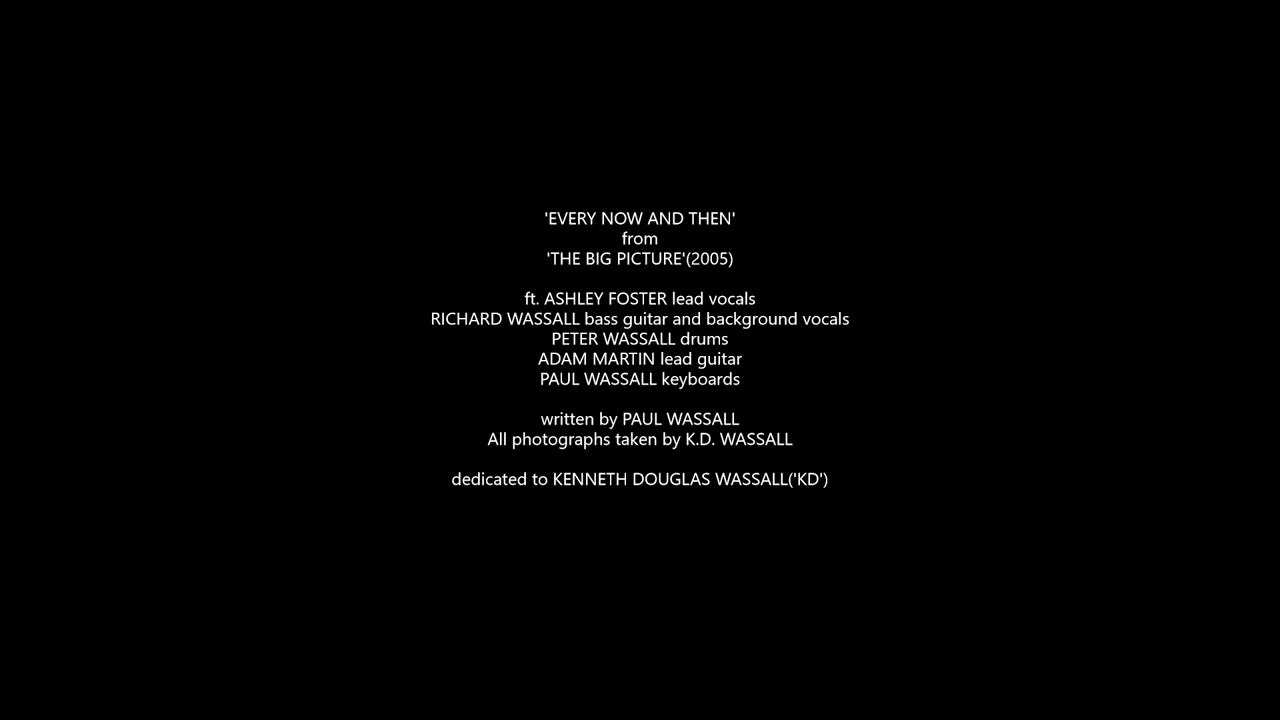 'EVERY NOW AND THEN'
from
'THE BIG PICTURE'(2005)
ft. ASHLEY FOSTER lead vocals
RICHARD WASSALL bass guitar and background vocals
PETER WASSALL drums
ADAM MARTIN lead guitar
PAUL WASSALL keyboards
written by PAUL WASSALL
All photographs taken by K.D. WASSALL
dedicated to KENNETH DOUGLAS WASSALL('KD')